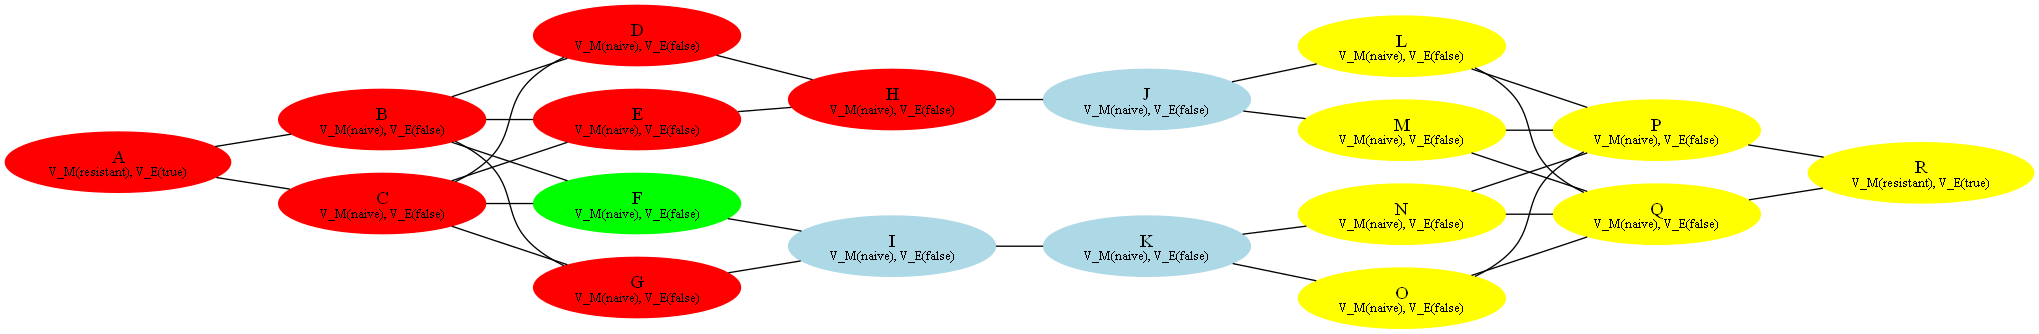 A
V_M(resistant), V_E(true)
B
V_M(naive), V_E(false)
C
V_M(naive), V_E(false)
D
V_M(naive), V_E(false)
E
V_M(naive), V_E(false)
F
V_M(naive), V_E(false)
G
V_M(naive), V_E(false)
H
V_M(naive), V_E(false)
I
V_M(naive), V_E(false)
J
V_M(naive), V_E(false)
K
V_M(naive), V_E(false)
L
V_M(naive), V_E(false)
M
V_M(naive), V_E(false)
N
V_M(naive), V_E(false)
O
V_M(naive), V_E(false)
P
V_M(naive), V_E(false)
Q
V_M(naive), V_E(false)
R
V_M(resistant), V_E(true)